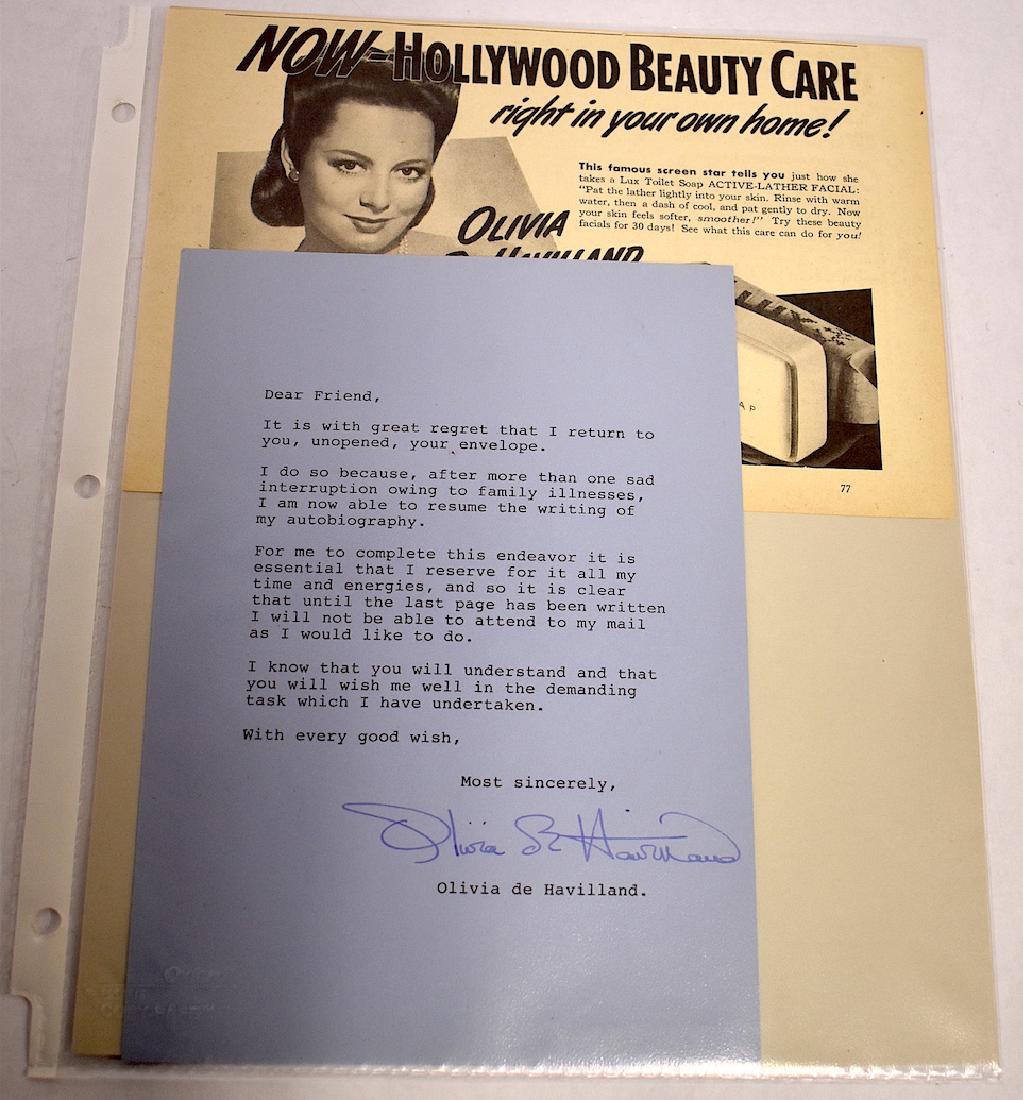 NOW-HOLLYWOOD BEAUTY CARE
right in your own home!
This famous screen star tells you just how she
takes a Lux Toilet Soap ACTIVE-LATHER FACIAL:
"Pat the lather lightly into your skin. Rinse with warm
water, then a dash of cool, and pat gently to dry. Now
your skin feels softer, smoother!" Try these beauty
facials for 30 days! See what this care can do for you!
OLIVIA
DE HAVILLAND
LUX
AP
77
Dear Friend,
It is with great regret that I return to
you, unopened, your envelope.
I do so because, after more than one sad
interruption owing to family illnesses,
I am now able to resume the writing of
my autobiography.
For me to complete this endeavor it is
essential that I reserve for it all my
time and energies, and so it is clear
that until the last page has been written
I will not be able to attend to my mail
as I would like to do.
I know that you will understand and that
you will wish me well in the demanding
task which I have undertaken.
With every good wish,
Most sincerely,
Olivia de Havilland
Olivia de Havilland.